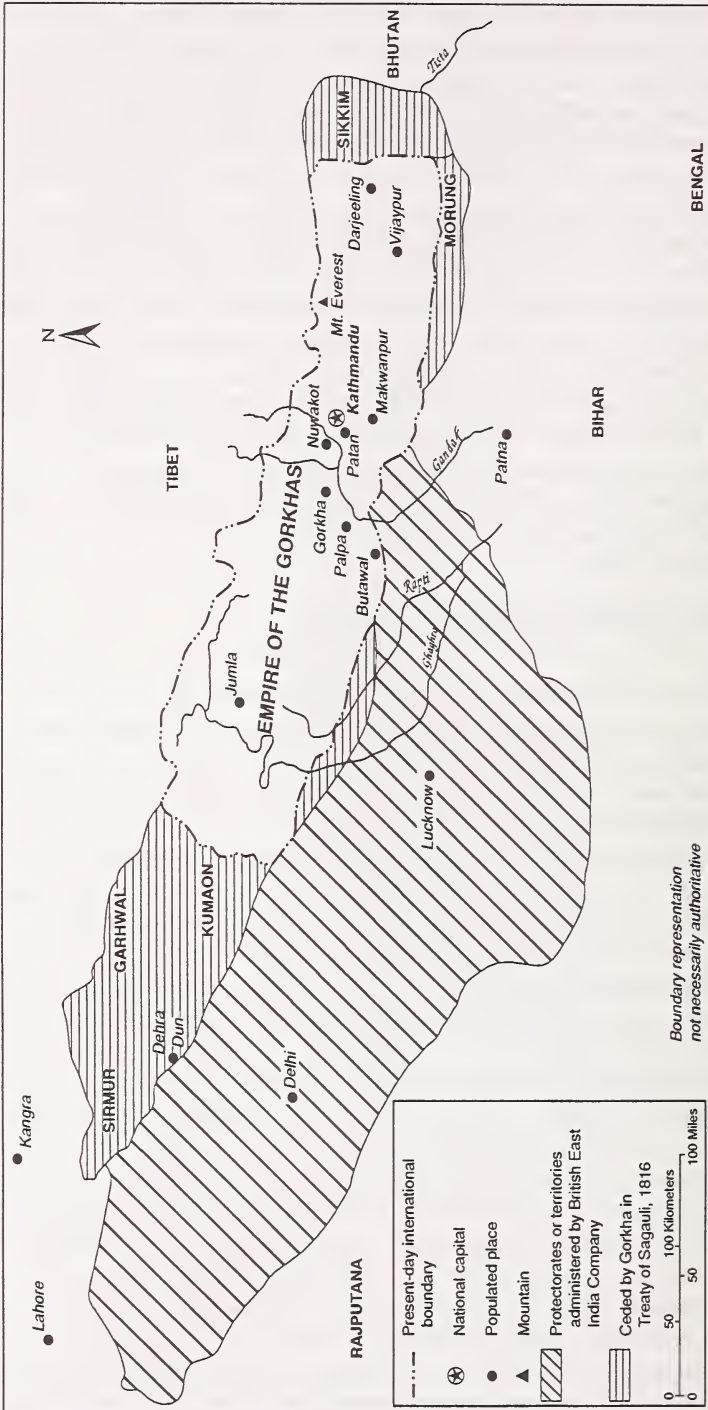 Lahore
Kangra
N
TIBET
SIRMUR
GARHWAL
KUMAON
Dehra
Dun
Delhi
Jumla
EMPIRE OF THE GORKHAS
Gorkha
Palpa
Butawal
Nuwakot
Kathmandu
Patan
Makwanpur
Mt. Everest
Darjeeling
Vijaypur
SIKKIM
MORUNG
BHUTAN
Tista
Rapti
Ghaghra
Gandak
Lucknow
Patna
BIHAR
BENGAL
RAJPUTANA
Present-day international
boundary
National capital
Populated place
Mountain
Protectorates or territories
administered by British East
India Company
Ceded by Gorkha in
Treaty of Sagauli, 1816
0 50 100 Kilometers
0 50 100 Miles
Boundary representation
not necessarily authoritative